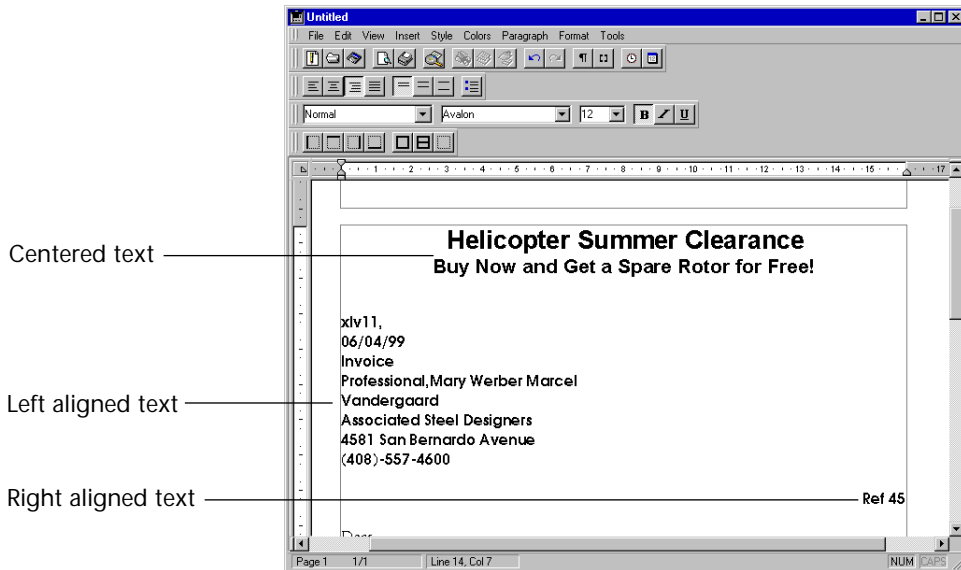 Untitled
File Edit View Insert Style Colors Paragraph Format Tools
Normal Avalon 12 B I U
1 2 3 4 5 6 7 8 9 10 11 12 13 14 15 17
Helicopter Summer Clearance
Centered text
Buy Now and Get a Spare Rotor for Free!
xlv11,
06/04/99
Invoice
Professional,Mary Werber Marcel
Left aligned text
Vandergaard
Associated Steel Designers
4581 San Bernardo Avenue
(408)-557-4600
Right aligned text
Ref 45
Page 1 1/1 Line 14, Col 7 NUM CAPS